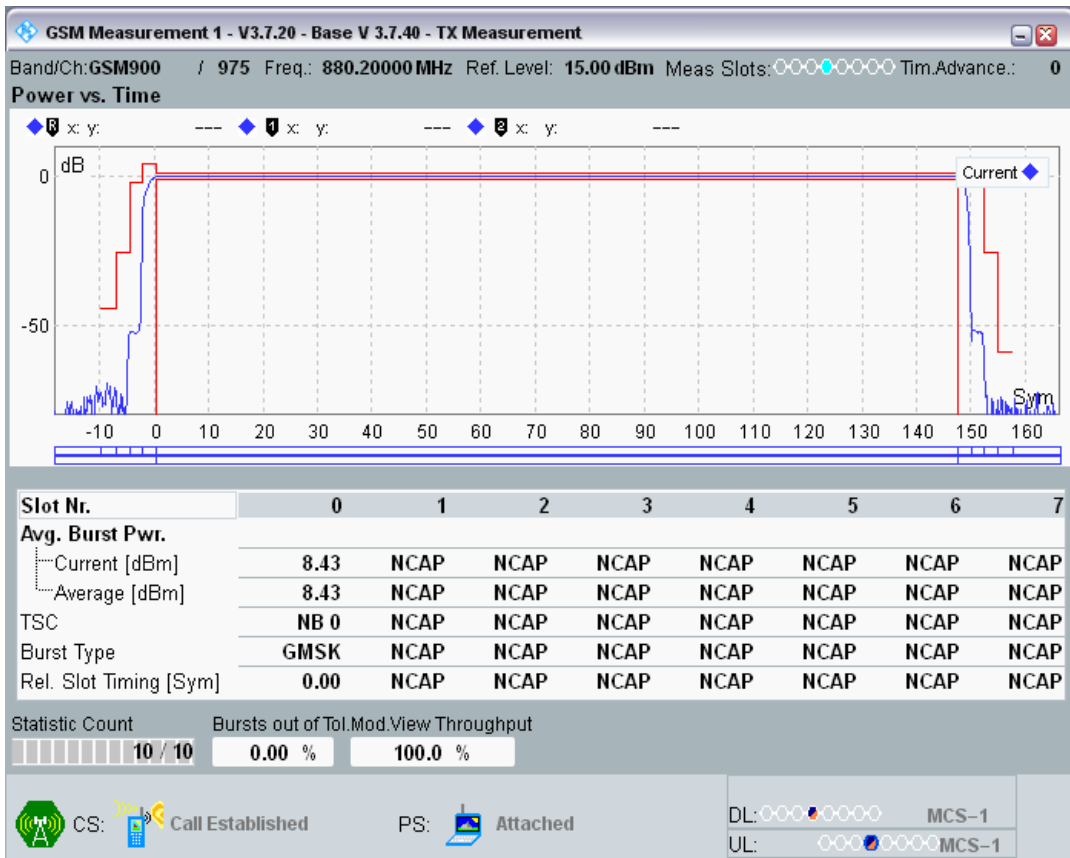 GSM Measurement 1 - V3.7.20 - Base V 3.7.40 - TX Measurement
Band/Ch:GSM900 / 975 Freq.: 880.20000 MHz Ref. Level: 15.00 dBm Meas Slots: Tim.Advance.: 0
Power vs. Time
R x: y: --- 1 x: y: --- 2 x: y: ---
dB
Current
0
-50
Sym
-10 0 10 20 30 40 50 60 70 80 90 100 110 120 130 140 150 160
Slot Nr. 0 1 2 3 4 5 6 7
Avg. Burst Pwr.
Current [dBm] 8.43 NCAP NCAP NCAP NCAP NCAP NCAP NCAP
Average [dBm] 8.43 NCAP NCAP NCAP NCAP NCAP NCAP NCAP
TSC NB 0 NCAP NCAP NCAP NCAP NCAP NCAP NCAP
Burst Type GMSK NCAP NCAP NCAP NCAP NCAP NCAP NCAP
Rel. Slot Timing [Sym] 0.00 NCAP NCAP NCAP NCAP NCAP NCAP NCAP
Statistic Count Bursts out of Tol.Mod.View Throughput
10 / 10 0.00 % 100.0 %
CS: Call Established PS: Attached
DL: MCS-1
UL: MCS-1